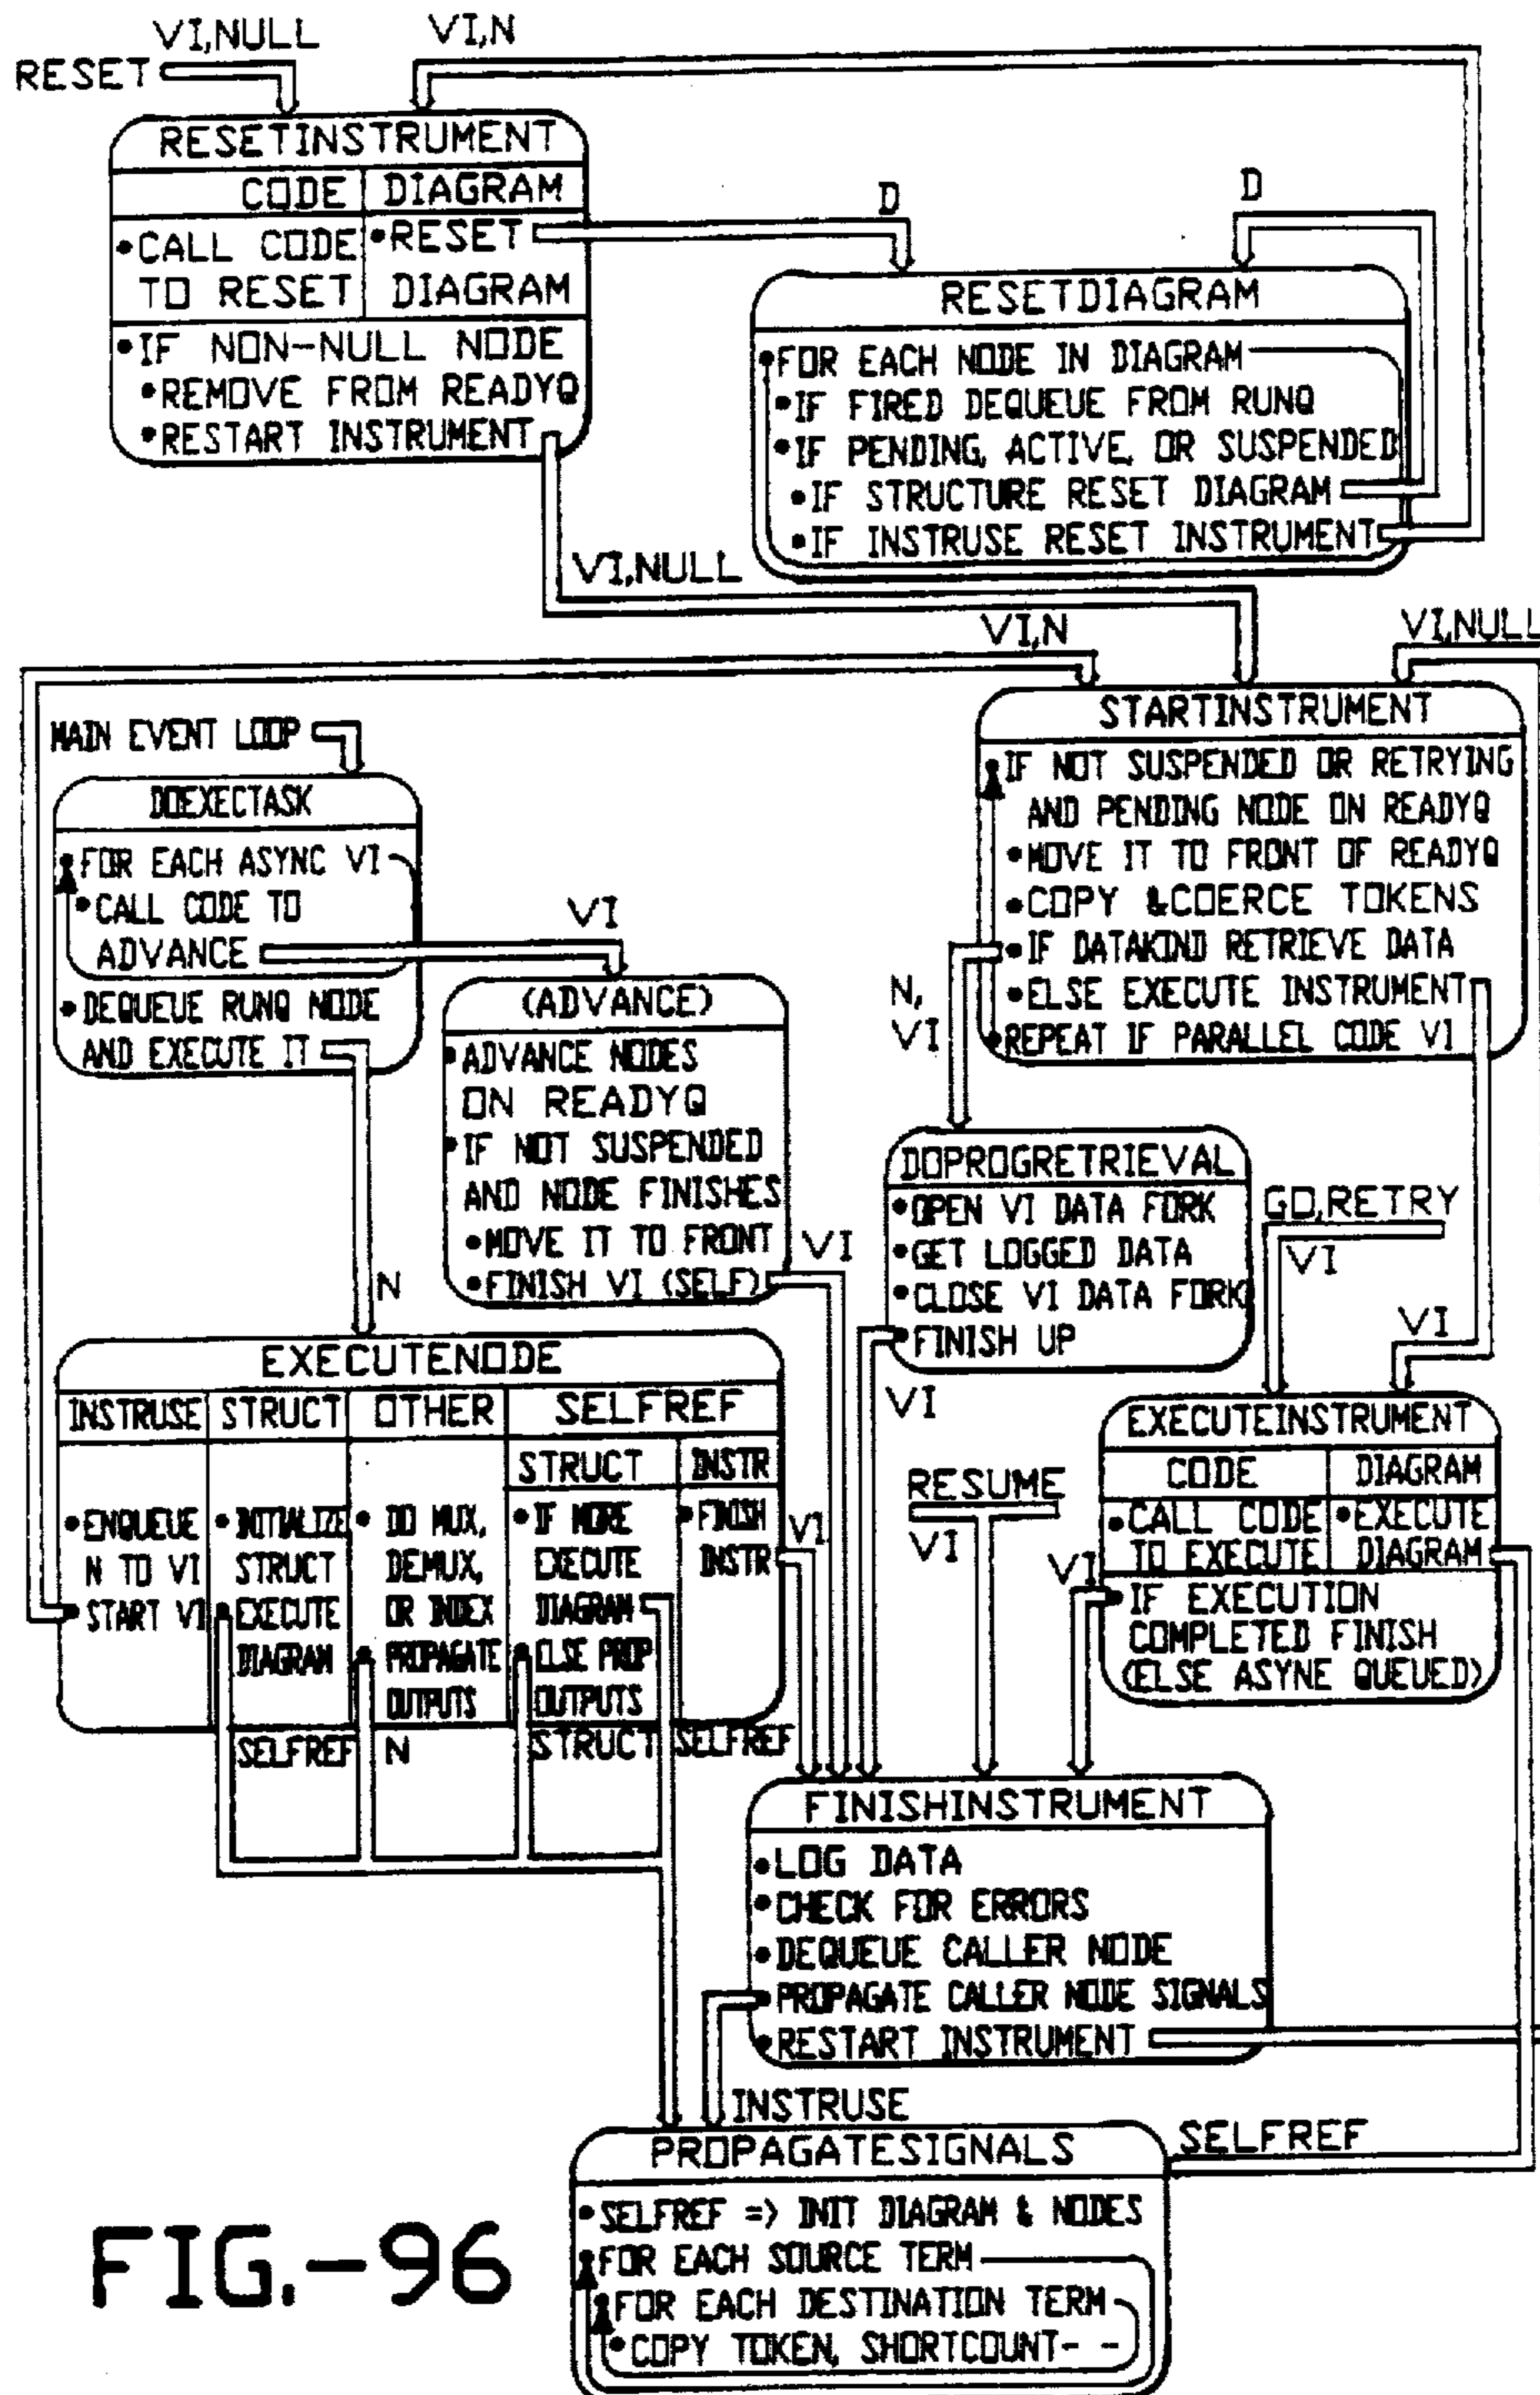 VI,NULL
VI,N
RESET
RESETINSTRUMENT
CODE
DIAGRAM
•CALL CODE
TO RESET
•RESET
DIAGRAM
•IF NON-NULL NODE
•REMOVE FROM READYQ
•RESTART INSTRUMENT
D
D
RESETDIAGRAM
•FOR EACH NODE IN DIAGRAM
•IF FIRED DEQUEUE FROM RUNQ
•IF PENDING, ACTIVE, OR SUSPENDED
•IF STRUCTURE RESET DIAGRAM
•IF INSTRUSE RESET INSTRUMENT
VI,NULL
VI,N
VI,NULL
STARTINSTRUMENT
•IF NOT SUSPENDED OR RETRYING
AND PENDING NODE ON READYQ
•MOVE IT TO FRONT OF READYQ
•COPY &COERCE TOKENS
•IF DATAKIND RETRIEVE DATA
•ELSE EXECUTE INSTRUMENT
•REPEAT IF PARALLEL CODE VI
MAIN EVENT LOOP
DOEXECTASK
•FOR EACH ASYNC VI
•CALL CODE TO
ADVANCE
•DEQUEUE RUNQ NODE
AND EXECUTE IT
VI
(ADVANCE)
•ADVANCE NODES
ON READYQ
•IF NOT SUSPENDED
AND NODE FINISHES
•MOVE IT TO FRONT
•FINISH VI (SELF)
VI
N
N,
VI
DOPROGRETRIEVAL
•OPEN VI DATA FORK
•GET LOGGED DATA
•CLOSE VI DATA FORK
•FINISH UP
VI
GO,RETRY
VI
VI
EXECUTENODE
INSTRUSE
STRUCT
OTHER
SELFREF
STRUCT
INSTR
•ENQUEUE
N TO VI
•START VI
•INITIALIZE
STRUCT
•EXECUTE
DIAGRAM
•DO MUX,
DEMUX,
OR INDEX
•PROPAGATE
OUTPUTS
•IF MORE
EXECUTE
DIAGRAM
•ELSE PROP
OUTPUTS
•FINISH
INSTR
VI
SELFREF
N
STRUCT
SELFREF
RESUME
VI
EXECUTEINSTRUMENT
CODE
DIAGRAM
•CALL CODE
TO EXECUTE
•EXECUTE
DIAGRAM
VI
•IF EXECUTION
COMPLETED FINISH
(ELSE ASYNE QUEUED)
FINISHINSTRUMENT
•LOG DATA
•CHECK FOR ERRORS
•DEQUEUE CALLER NODE
•PROPAGATE CALLER NODE SIGNALS
•RESTART INSTRUMENT
INSTRUSE
SELFREF
PROPAGATESIGNALS
•SELFREF => INIT DIAGRAM & NODES
•FOR EACH SOURCE TERM
•FOR EACH DESTINATION TERM
•COPY TOKEN, SHORTCOUNT- -
FIG.-96